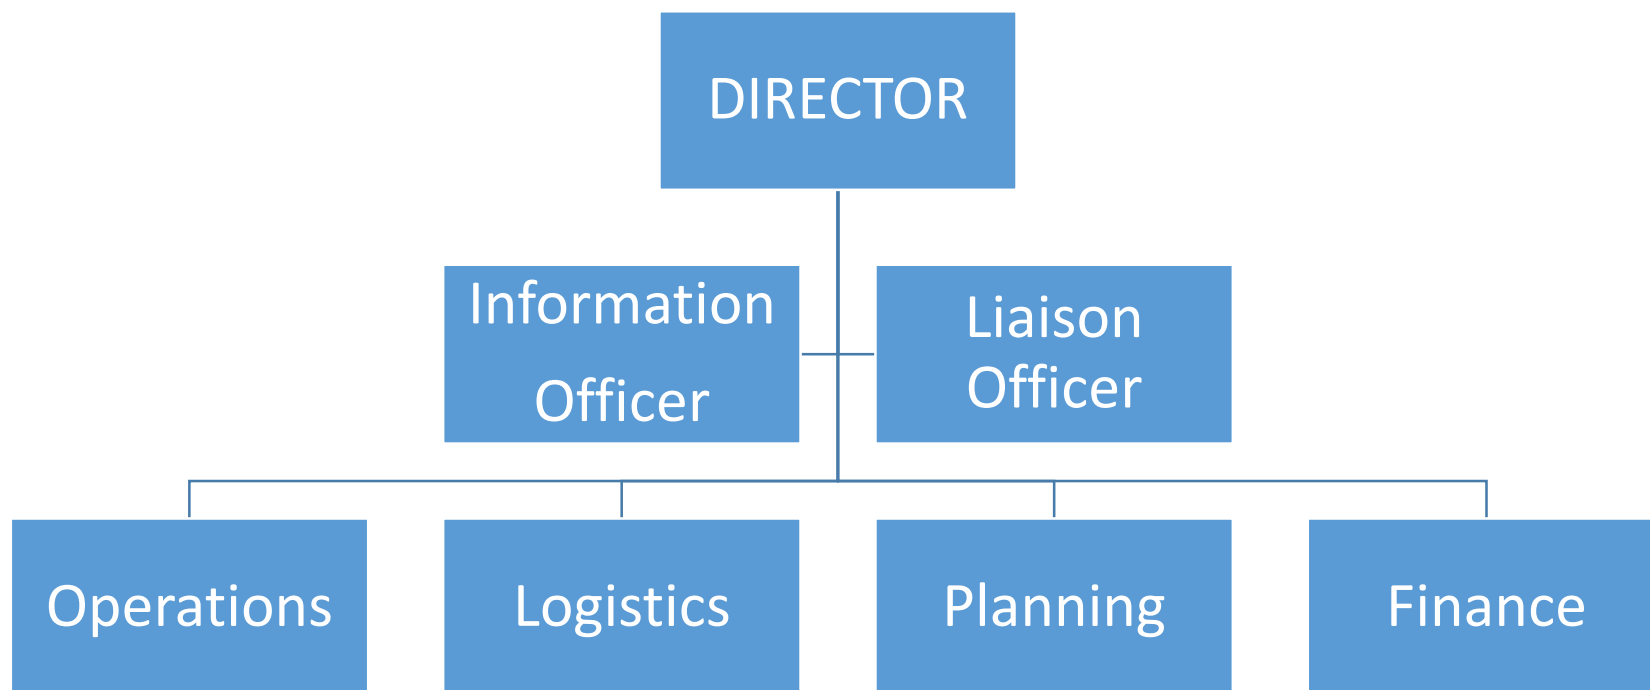 DIRECTOR
Information
Officer
Liaison
Officer
Operations
Logistics
Planning
Finance